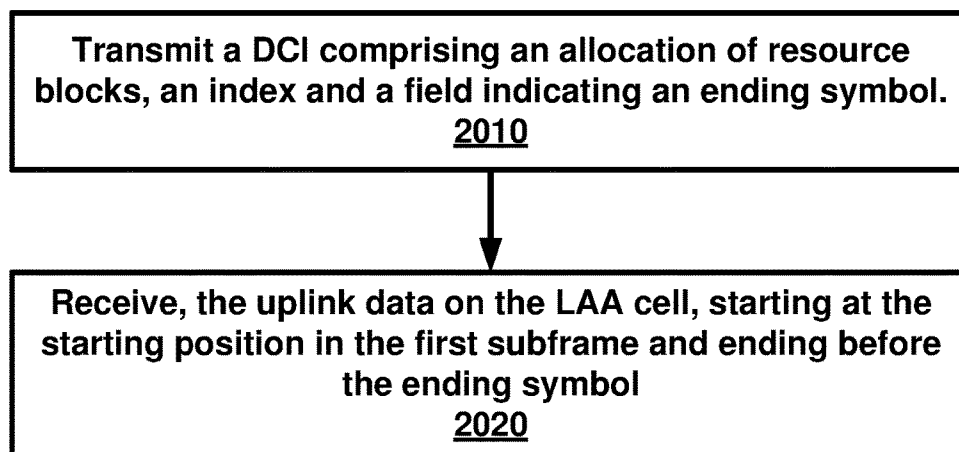 Transmit a DCI comprising an allocation of resource
blocks, an index and a field indicating an ending symbol.
2010
Receive, the uplink data on the LAA cell, starting at the
starting position in the first subframe and ending before
the ending symbol
2020